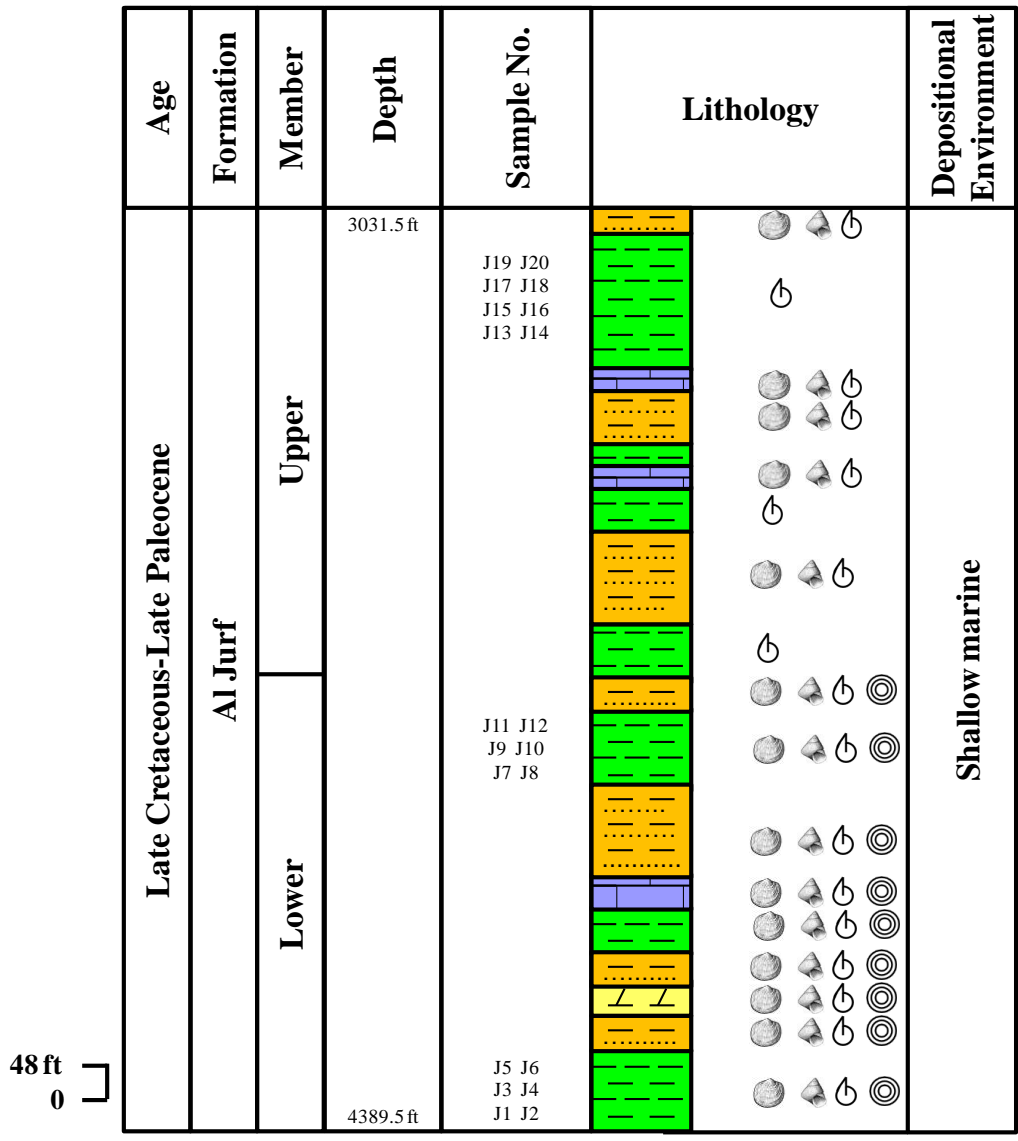 Age
Formation
Member
Depth
Sample No.
Lithology
Depositional
Environment
Late Cretaceous-Late Paleocene
Al Jurf
Upper
Lower
3031.5 ft
J19 J20
J17 J18
J15 J16
J13 J14
J11 J12
J9 J10
J7 J8
J5 J6
J3 J4
J1 J2
4389.5 ft
Shallow marine
48 ft
0